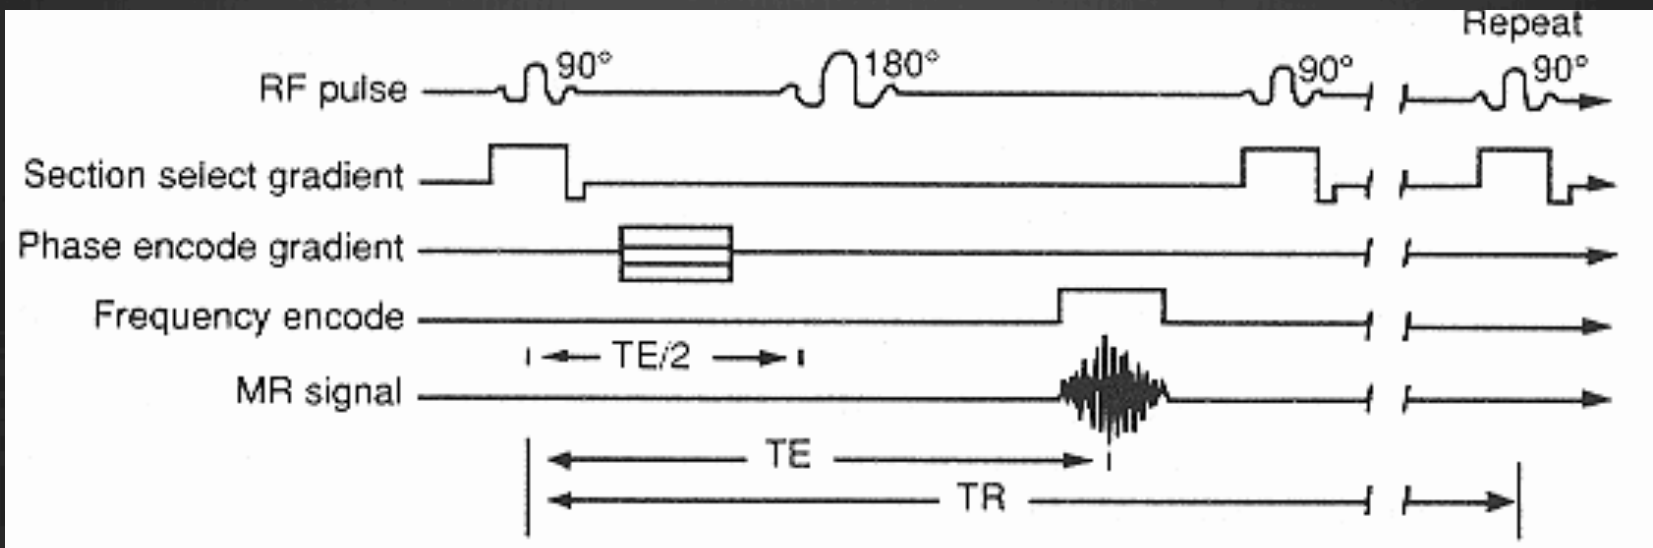 Repeat
RF pulse 90° 180° 90° 90°
Section select gradient
Phase encode gradient
Frequency encode
TE/2
MR signal
TE
TR